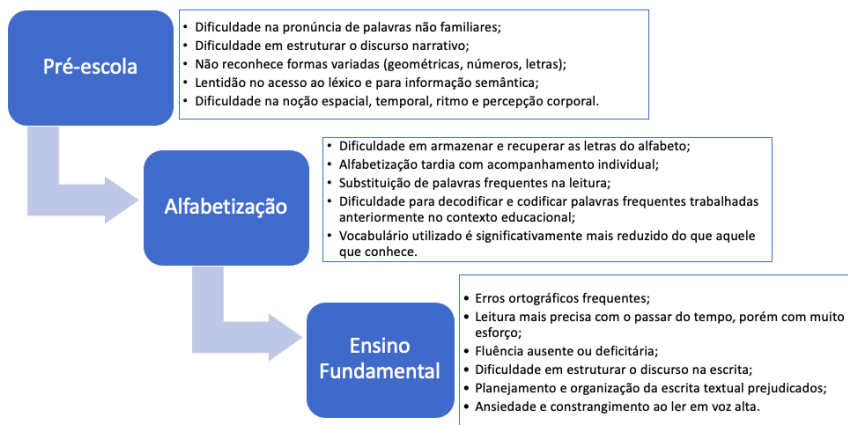 Pré-escola
• Dificuldade na pronúncia de palavras não familiares;
• Dificuldade em estruturar o discurso narrativo;
• Não reconhece formas variadas (geométricas, números, letras);
• Lentidão no acesso ao léxico e para informação semântica;
• Dificuldade na noção espacial, temporal, ritmo e percepção corporal.
Alfabetização
• Dificuldade em armazenar e recuperar as letras do alfabeto;
• Alfabetização tardia com acompanhamento individual;
• Substituição de palavras frequentes na leitura;
• Dificuldade para decodificar e codificar palavras frequentes trabalhadas
anteriormente no contexto educacional;
• Vocabulário utilizado é significativamente mais reduzido do que aquele
que conhece.
Ensino
Fundamental
• Erros ortográficos frequentes;
• Leitura mais precisa com o passar do tempo, porém com muito
esforço;
• Fluência ausente ou deficitária;
• Dificuldade em estruturar o discurso na escrita;
• Planejamento e organização da escrita textual prejudicados;
• Ansiedade e constrangimento ao ler em voz alta.